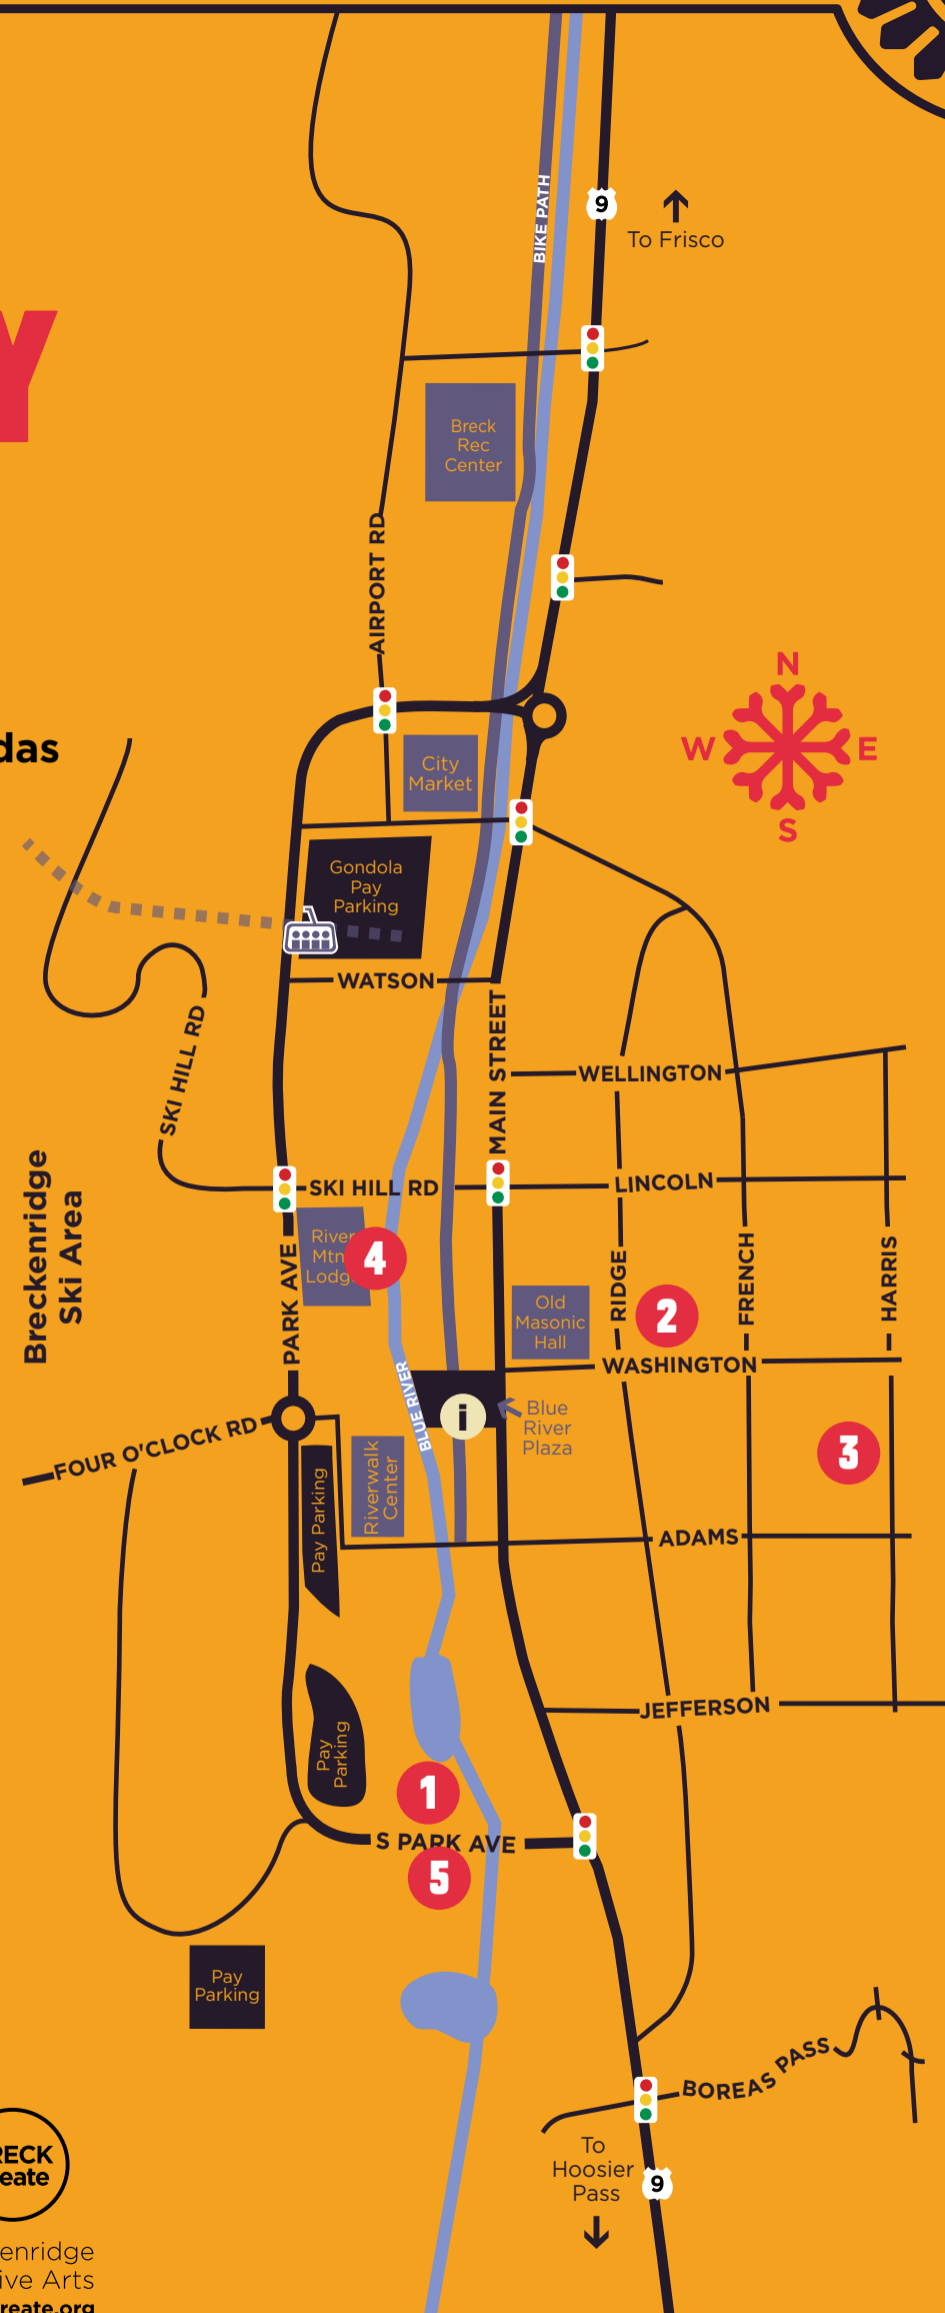 9
To Frisco
BIKE PATH
Y
Breck
Rec
Center
AIRPORT RD
N
W
E
S
das
City
Market
Gondola
Pay
Parking
WATSON
MAIN STREET
SKI HILL RD
WELLINGTON
LINCOLN
SKI HILL RD
Breckenridge
Ski Area
River
Mtn
Lodg
4
PARK AVE
RIDGE
FRENCH
HARRIS
2
Old
Masonic
Hall
WASHINGTON
BLUE RIVER
i
Blue
River
Plaza
FOUR O'CLOCK RD
Riverwalk
Center
Pay Parking
3
ADAMS
JEFFERSON
Pay
Parking
1
S PARK AVE
5
Pay
Parking
BOREAS PASS
To
Hoosier
Pass
9
RECK
eate
enridge
ive Arts
reate.org